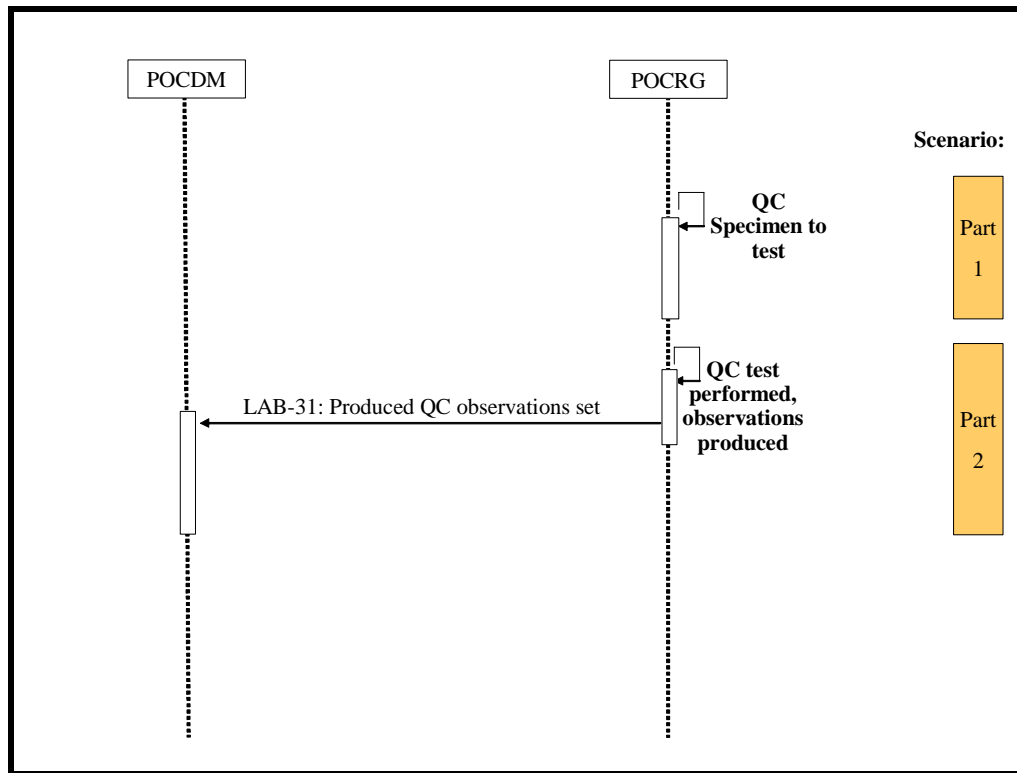 POCDM
POCRG
Scenario:
QC
Specimen to
test
Part
1
QC test
performed,
observations
produced
LAB-31: Produced QC observations set
Part
2